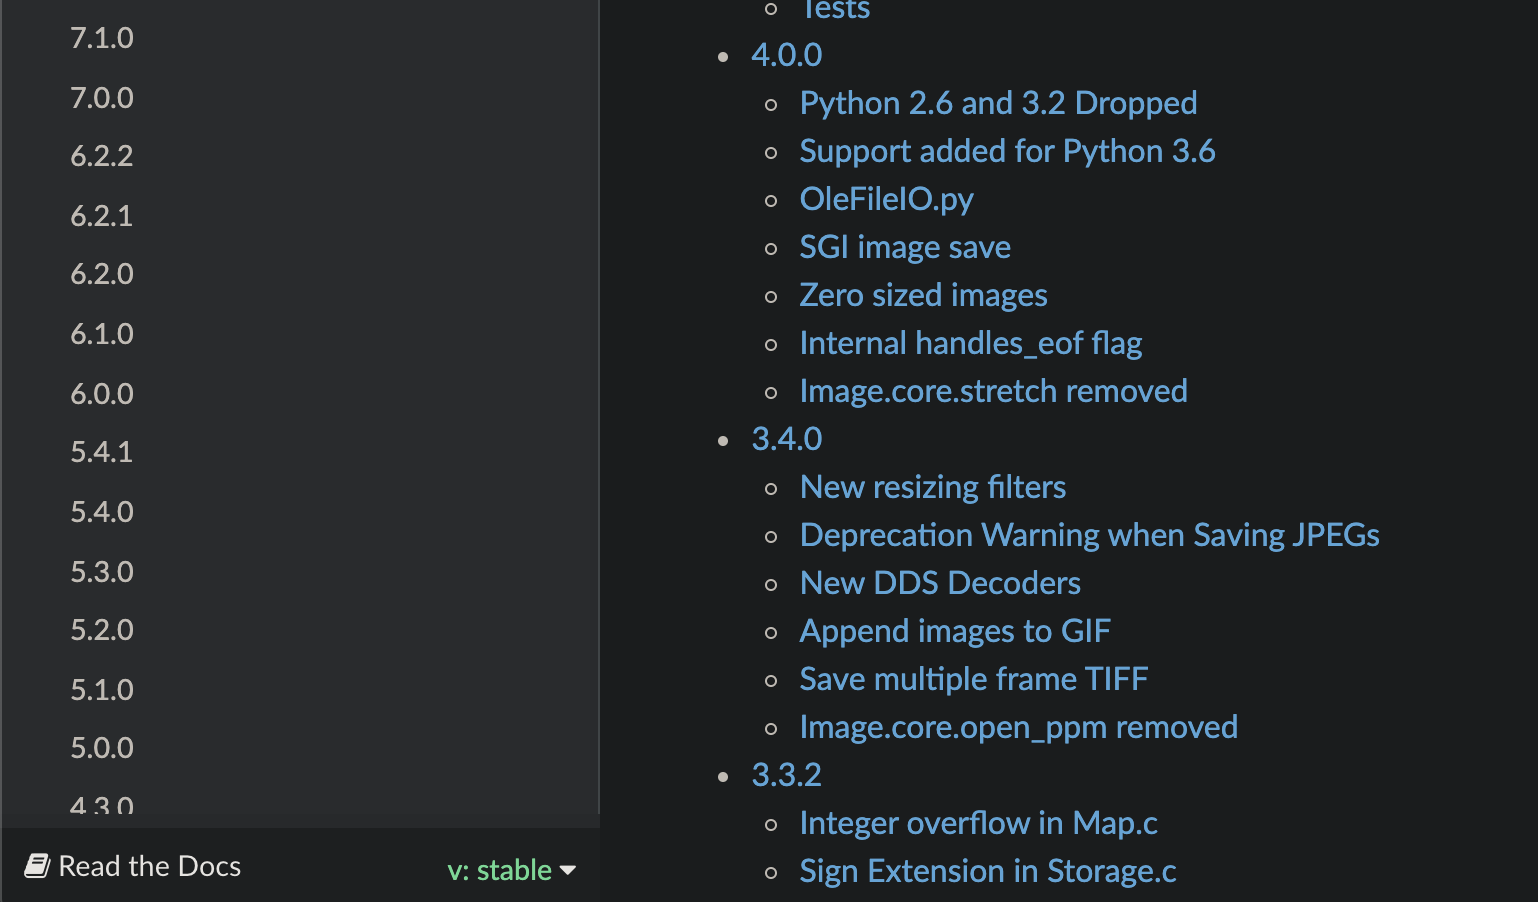 7.1.0
7.0.0
6.2.2
6.2.1
6.2.0
6.1.0
6.0.0
5.4.1
5.4.0
5.3.0
5.2.0
5.1.0
5.0.0
4.3.0
Read the Docs
v: stable
Tests
4.0.0
Python 2.6 and 3.2 Dropped
Support added for Python 3.6
OleFileIO.py
SGI image save
Zero sized images
Internal handles_eof flag
Image.core.stretch removed
3.4.0
New resizing filters
Deprecation Warning when Saving JPEGs
New DDS Decoders
Append images to GIF
Save multiple frame TIFF
Image.core.open_ppm removed
3.3.2
Integer overflow in Map.c
Sign Extension in Storage.c